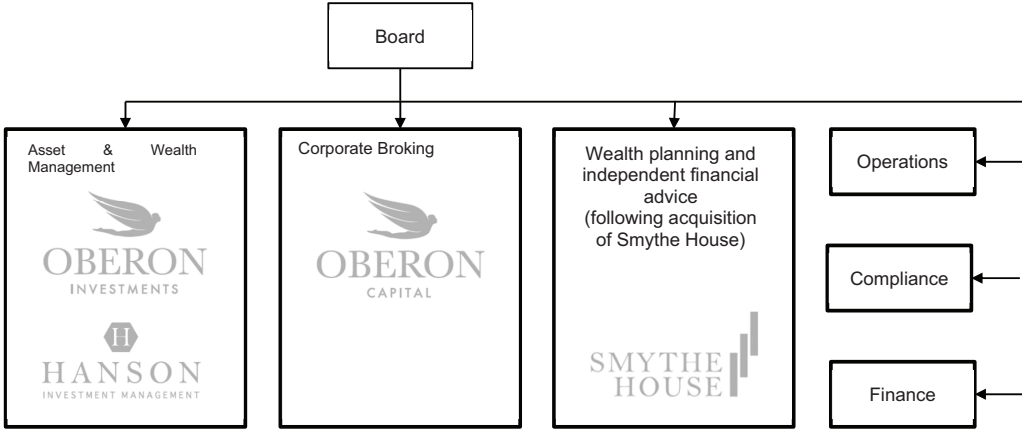 Board
Asset & Wealth
Management
OBERON
INVESTMENTS
H
HANSON
INVESTMENT MANAGEMENT
Corporate Broking
OBERON
CAPITAL
Wealth planning and
independent financial
advice
(following acquisition
of Smythe House)
SMYTHE
HOUSE
Operations
Compliance
Finance